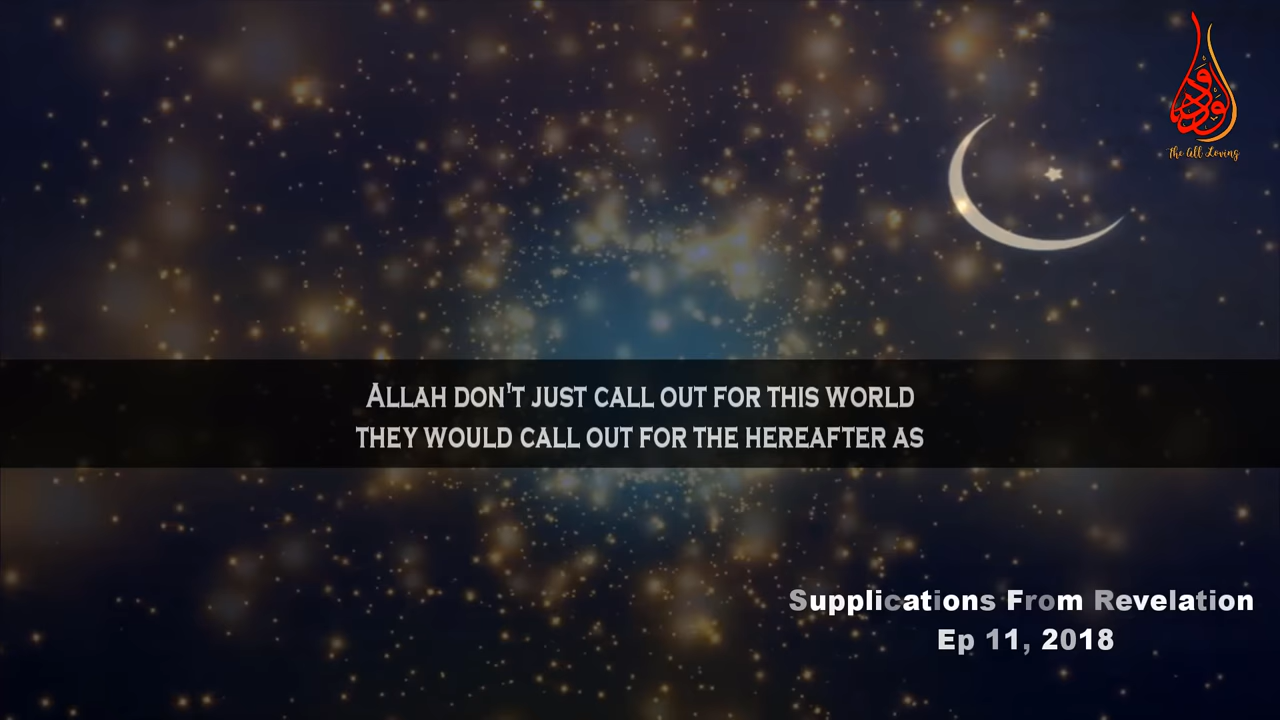 الودود
The All Loving
ALLAH DON'T JUST CALL OUT FOR THIS WORLD
THEY WOULD CALL OUT FOR THE HEREAFTER AS
Supplications From Revelation
Ep 11, 2018